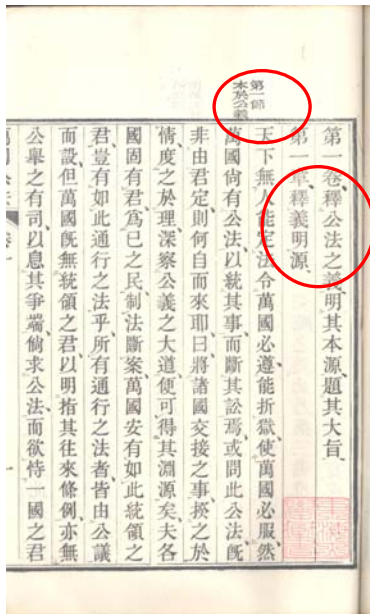 第一節
本於公義
第一卷、釋公法之義、明其本源、題其大旨、
第一章、釋義明源、
天下無人能定法令萬國必遵能折獄使萬國必服然
萬國尚有公法以統其事而斷其訟焉或問此公法既
非由君定則何自而來耶曰將諸國交接之事揆之於
情度之於理深察公義之大道便可得其淵源矣夫各
國固有君爲己之民制法斷案萬國安有如此統領之
君豈有如此通行之法乎所有通行之法者皆由公議
而設但萬國既無統領之君以明指其往來條例亦無
公舉之有司以息其爭端倘求公法而欲恃一國之君